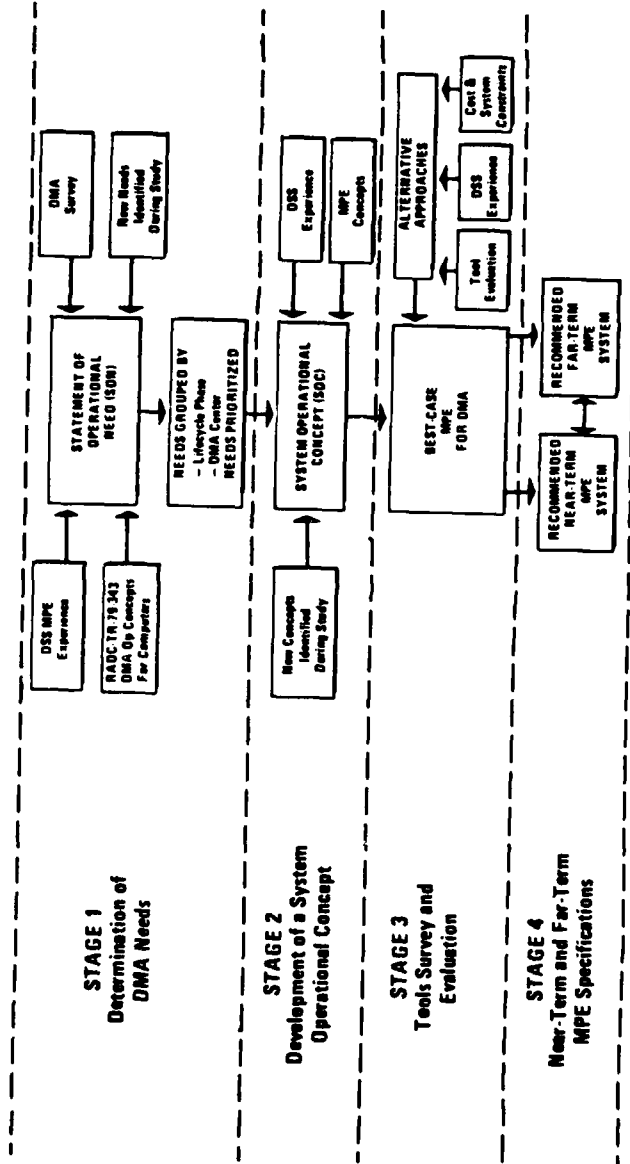 STAGE 1
Determination of
DMA Needs
DSS MPE
Experience
RADC-TR-79-343
DMA Op Concepts
For Computers
STATEMENT OF
OPERATIONAL
NEED (SON)
DMA
Survey
New Needs
Identified
During Study
NEEDS GROUPED BY
– Lifecycle Phase
– DMA Center
NEEDS PRIORITIZED
STAGE 2
Development of a System
Operational Concept
New Concepts
Identified
During Study
SYSTEM OPERATIONAL
CONCEPT (SOC)
DSS
Experience
MPE
Concepts
STAGE 3
Tools Survey and
Evaluation
BEST-CASE
MPE
FOR DMA
ALTERNATIVE
APPROACHES
Tool
Evaluation
DSS
Experience
Cost &
System
Constraints
STAGE 4
Near-Term and Far-Term
MPE Specifications
RECOMMENDED
NEAR-TERM
MPE
SYSTEM
RECOMMENDED
FAR-TERM
MPE
SYSTEM